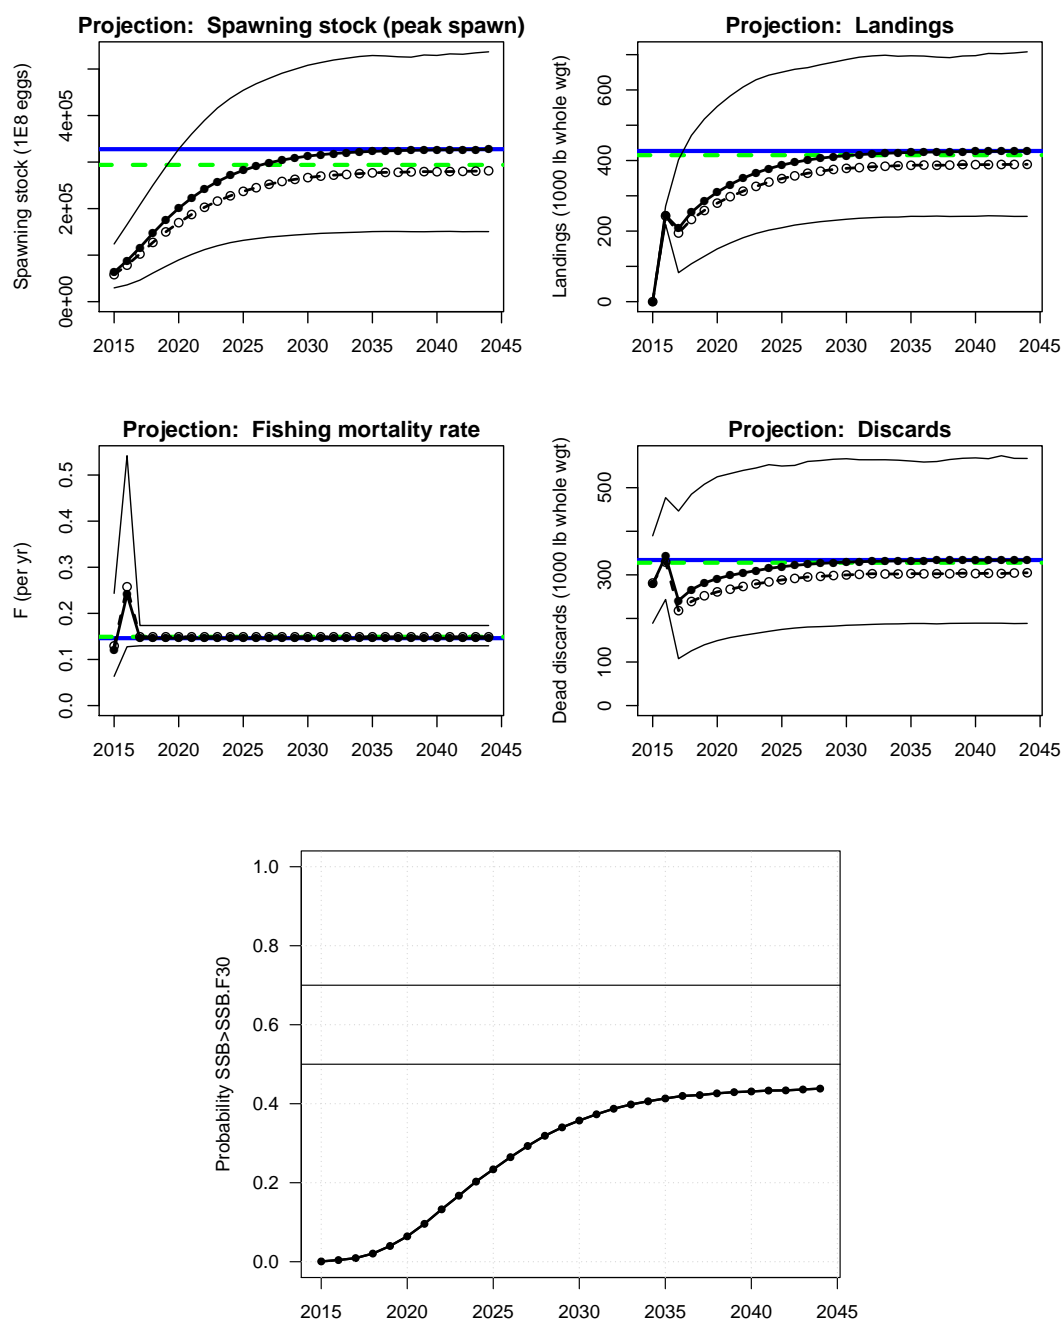 Projection: Spawning stock (peak spawn)
Spawning stock (1E8 eggs)
0e+00 2e+05 4e+05
2015 2020 2025 2030 2035 2040 2045
Projection: Landings
Landings (1000 lb whole wgt)
0 200 400 600
2015 2020 2025 2030 2035 2040 2045
Projection: Fishing mortality rate
F (per yr)
0.0 0.1 0.2 0.3 0.4 0.5
2015 2020 2025 2030 2035 2040 2045
Projection: Discards
Dead discards (1000 lb whole wgt)
0 100 300 500
2015 2020 2025 2030 2035 2040 2045
Probability SSB>SSB.F30
1.0
0.8
0.6
0.4
0.2
0.0
2015 2020 2025 2030 2035 2040 2045